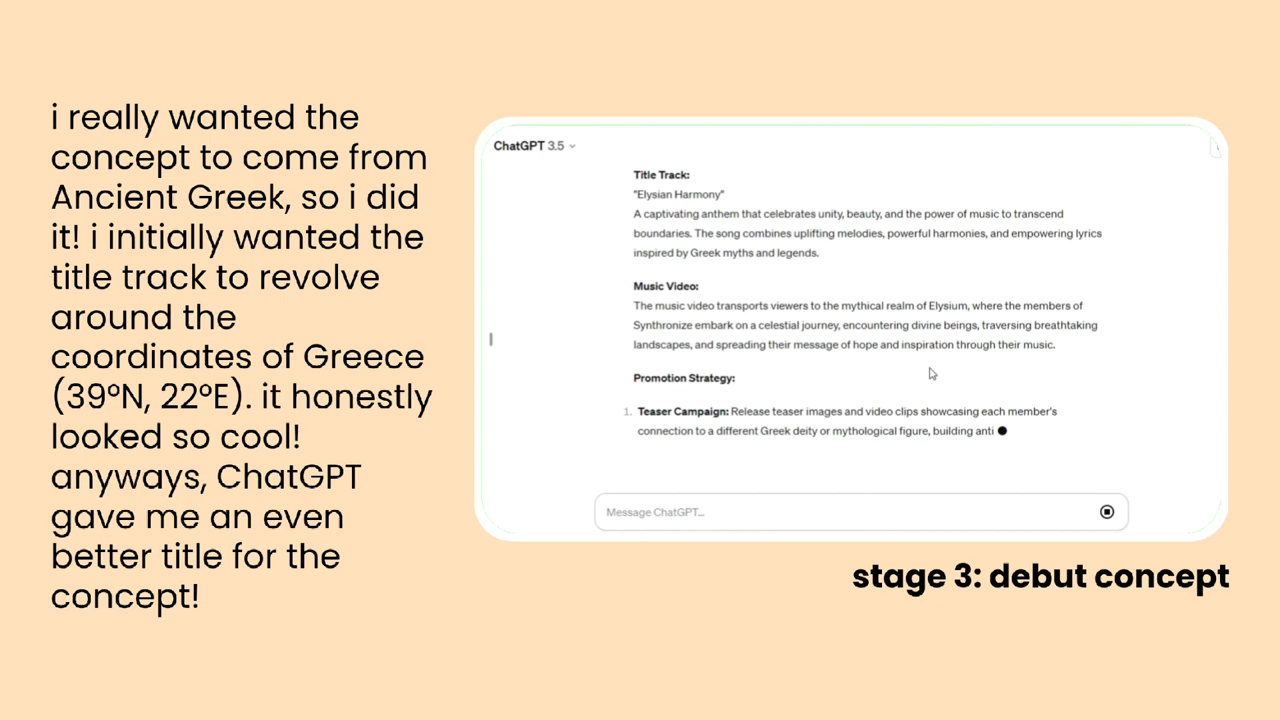 i really wanted the
concept to come from
Ancient Greek, so i did
it! i initially wanted the
title track to revolve
around the
coordinates of Greece
(39ºN, 22ºE). it honestly
looked so cool!
anyways, ChatGPT
gave me an even
better title for the
concept!
ChatGPT 3.5
Title Track:
"Elysian Harmony"
A captivating anthem that celebrates unity, beauty, and the power of music to transcend
boundaries. The song combines uplifting melodies, powerful harmonies, and empowering lyrics
inspired by Greek myths and legends.
Music Video:
The music video transports viewers to the mythical realm of Elysium, where the members of
Synthronize embark on a celestial journey, encountering divine beings, traversing breathtaking
landscapes, and spreading their message of hope and inspiration through their music.
Promotion Strategy:
1. Teaser Campaign: Release teaser images and video clips showcasing each member's
connection to a different Greek deity or mythological figure, building anti
Message ChatGPT...
stage 3: debut concept